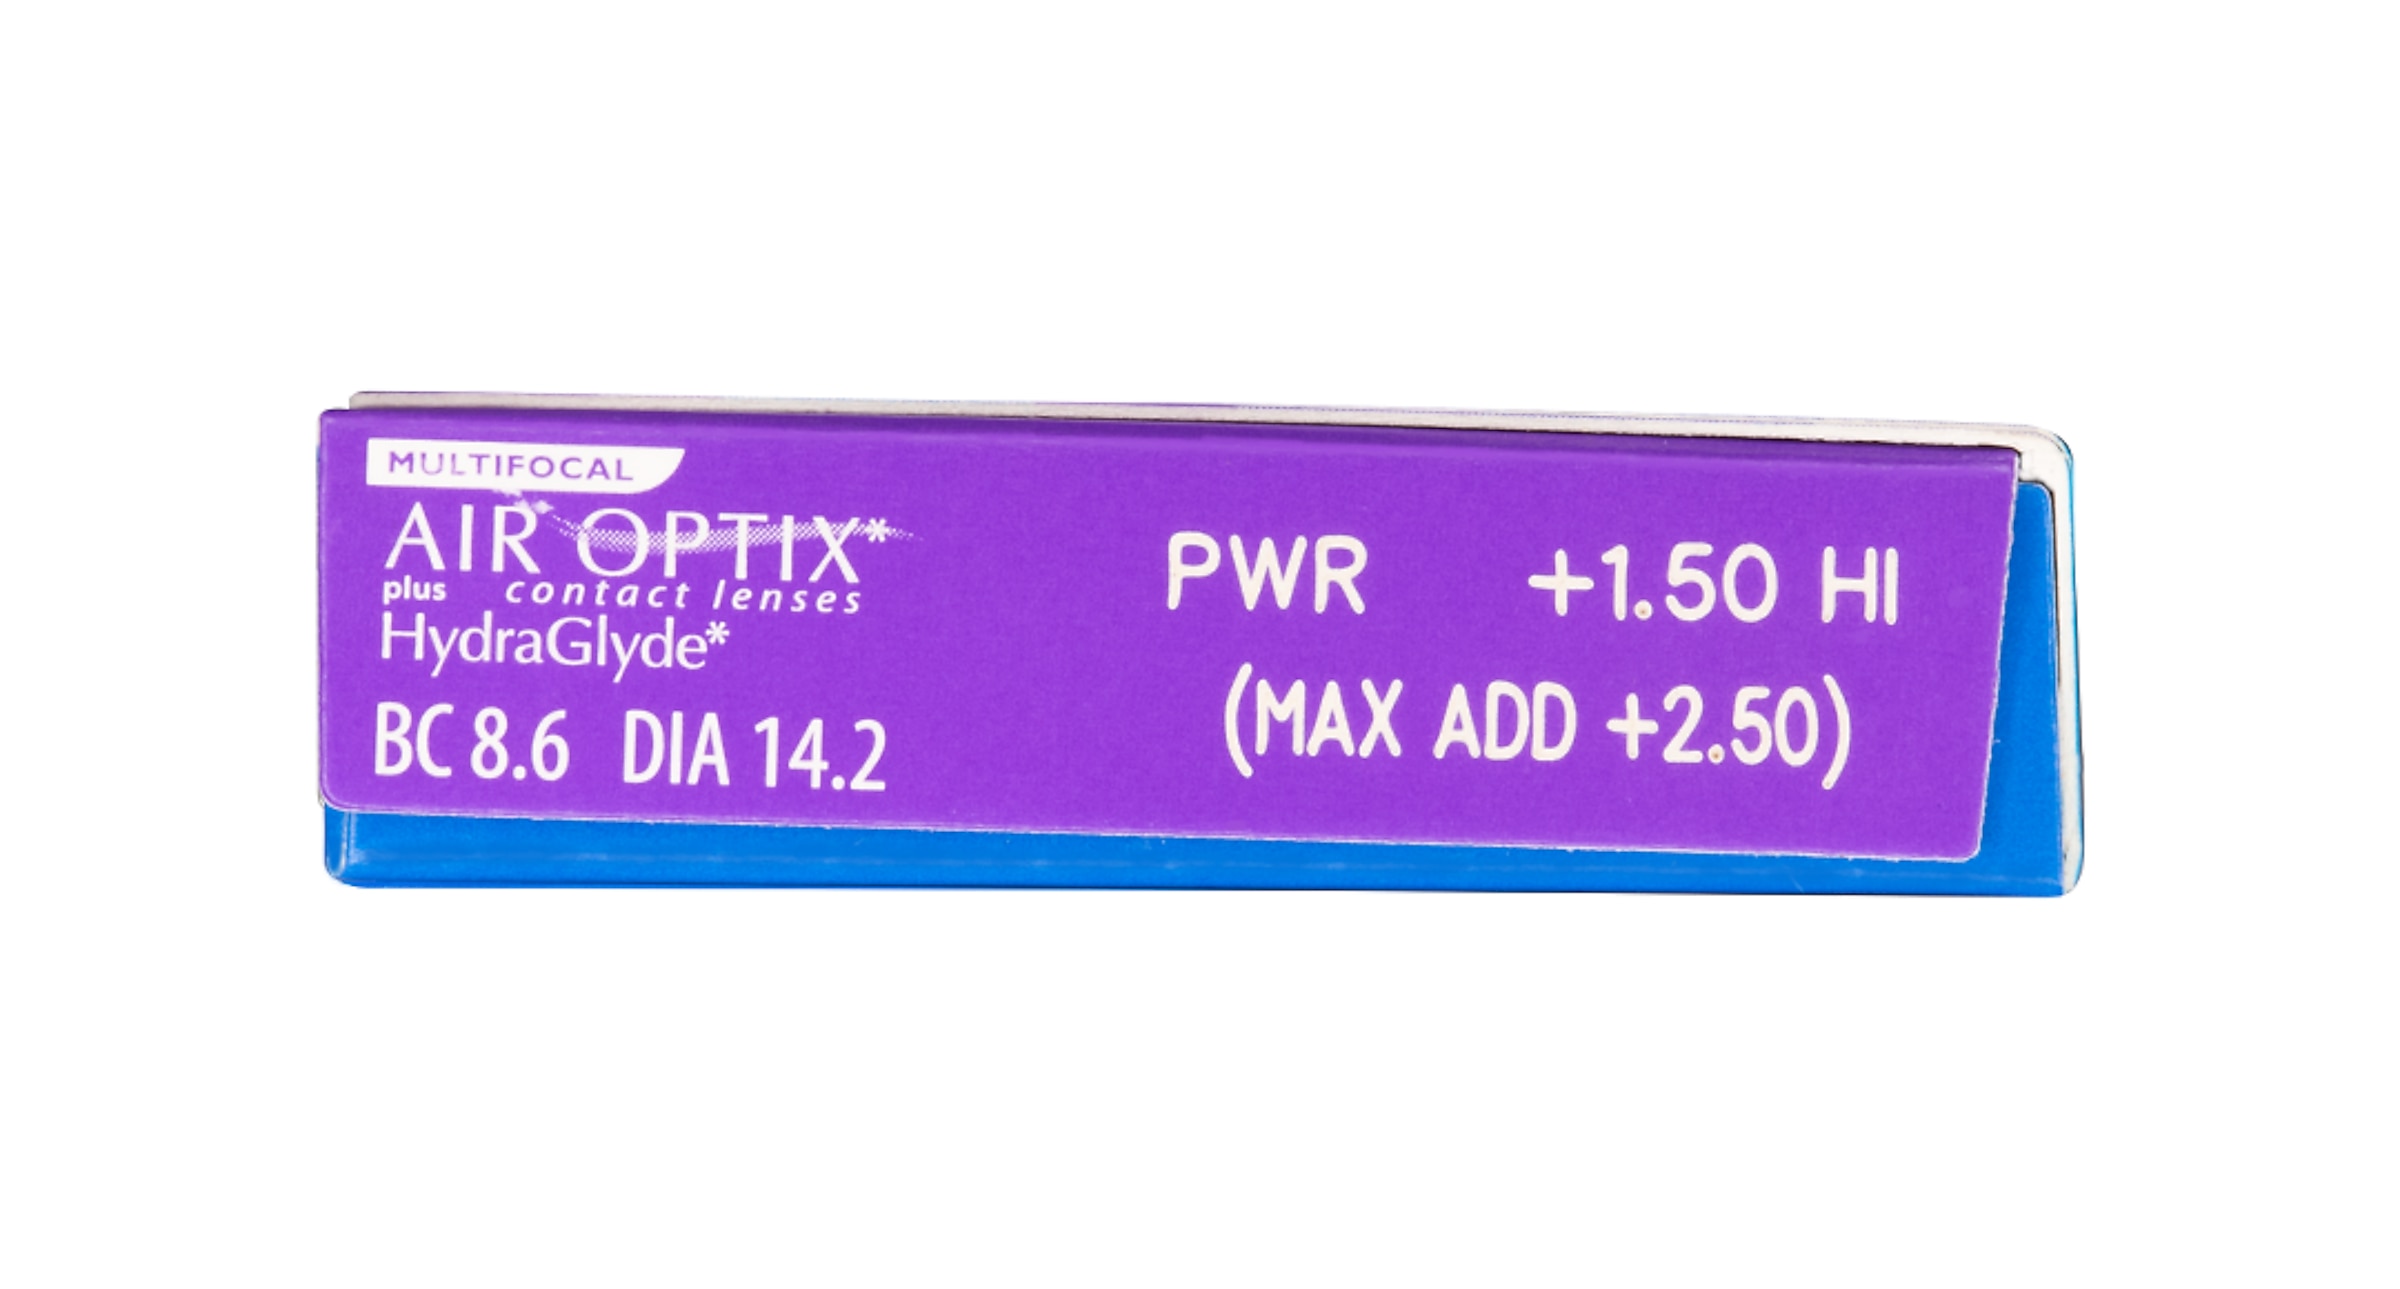 MULTIFOCAL
AIR OPTIX*
plus contact lenses
HydraGlyde*
BC 8.6 DIA 14.2
PWR +1.50 HI
(MAX ADD +2.50)